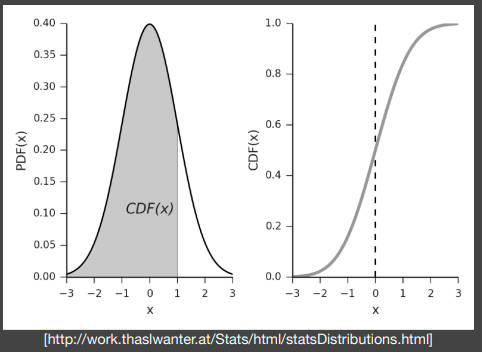 0.40
0.35
0.30
0.25
0.20
0.15
0.10
0.05
0.00
PDF(x)
CDF(x)
−3 −2 −1 0 1 2 3
x
1.0
0.8
0.6
0.4
0.2
0.0
CDF(x)
−3 −2 −1 0 1 2 3
x
[http://work.thaslwanter.at/Stats/html/statsDistributions.html]